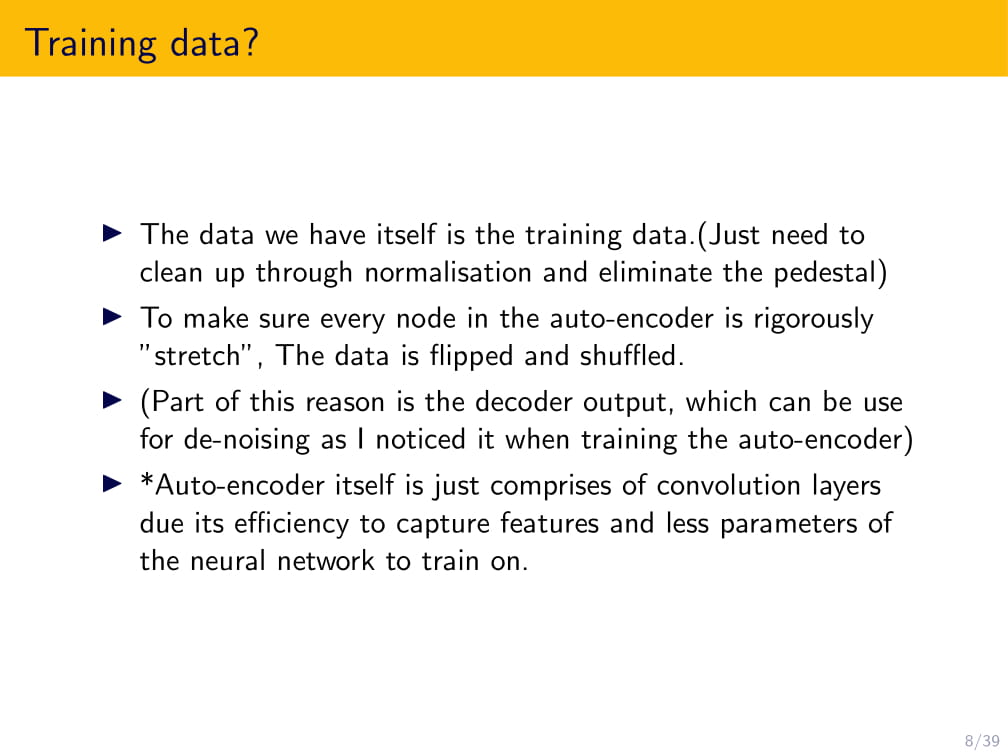 Training data?
▶ The data we have itself is the training data.(Just need to
clean up through normalisation and eliminate the pedestal)
▶ To make sure every node in the auto-encoder is rigorously
”stretch”, The data is flipped and shuffled.
▶ (Part of this reason is the decoder output, which can be use
for de-noising as I noticed it when training the auto-encoder)
▶ *Auto-encoder itself is just comprises of convolution layers
due its efficiency to capture features and less parameters of
the neural network to train on.
8/39